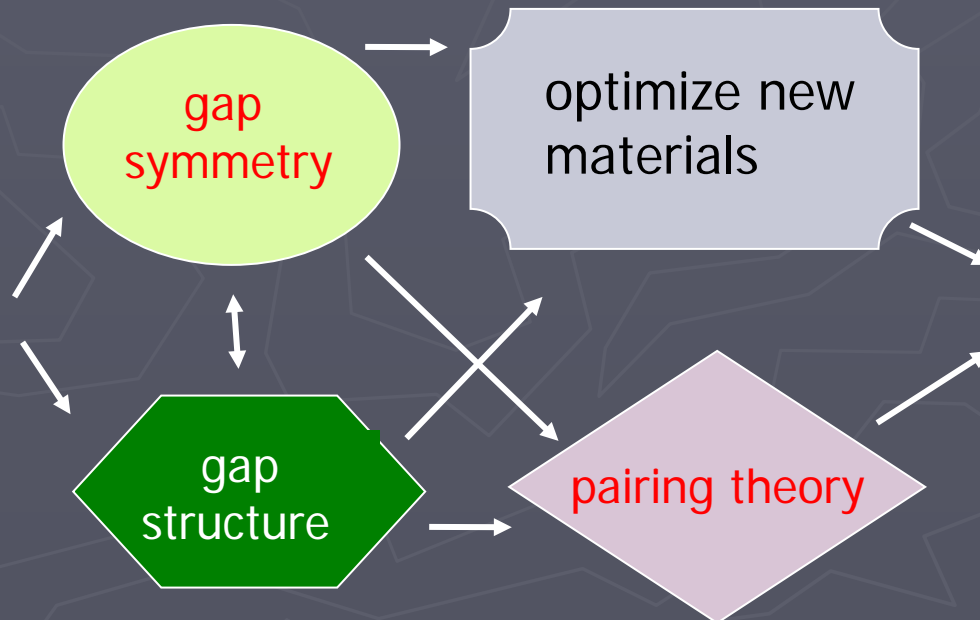 gap
symmetry
optimize new
materials
gap
structure
pairing theory